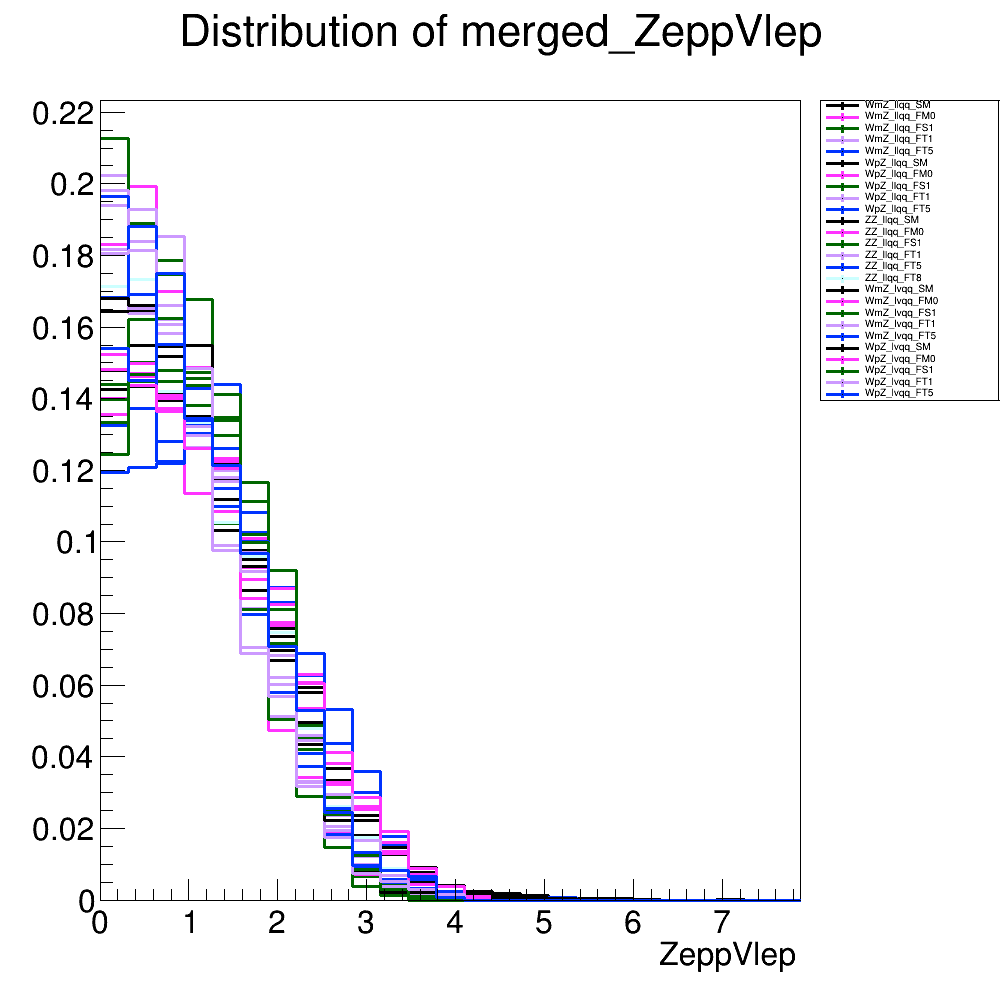 Distribution of merged_ZeppVlep
0.22
0.2
0.18
0.16
0.14
0.12
0.1
0.08
0.06
0.04
0.02
0
0 1 2 3 4 5 6 7
ZeppVlep
WmZ_llqq_SM
WmZ_llqq_FM0
WmZ_llqq_FS1
WmZ_llqq_FT1
WmZ_llqq_FT5
WpZ_llqq_SM
WpZ_llqq_FM0
WpZ_llqq_FS1
WpZ_llqq_FT1
WpZ_llqq_FT5
ZZ_llqq_SM
ZZ_llqq_FM0
ZZ_llqq_FS1
ZZ_llqq_FT1
ZZ_llqq_FT5
ZZ_llqq_FT8
WmZ_lvqq_SM
WmZ_lvqq_FM0
WmZ_lvqq_FS1
WmZ_lvqq_FT1
WmZ_lvqq_FT5
WpZ_lvqq_SM
WpZ_lvqq_FM0
WpZ_lvqq_FS1
WpZ_lvqq_FT1
WpZ_lvqq_FT5